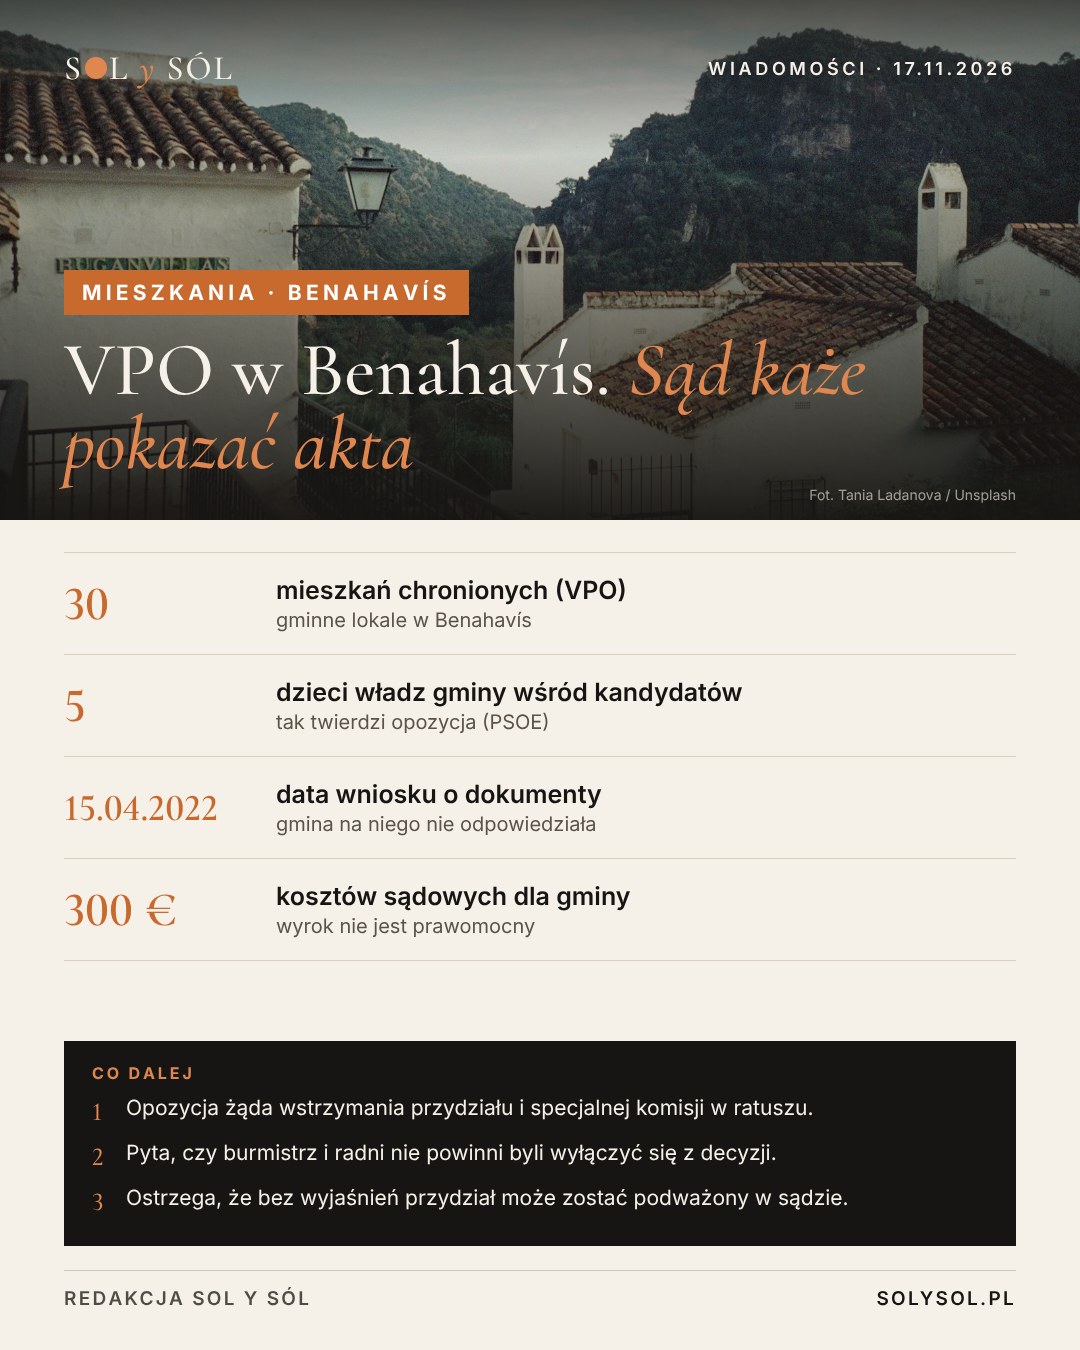 SOL y SÓL
WIADOMOŚCI · 17.11.2026
BUGANVILLAS
MIESZKANIA · BENAHAVÍS
VPO w Benahavís. Sąd każe
pokazać akta
Fot. Tania Ladanova / Unsplash
30
mieszkań chronionych (VPO)
gminne lokale w Benahavís
5
dzieci władz gminy wśród kandydatów
tak twierdzi opozycja (PSOE)
15.04.2022
data wniosku o dokumenty
gmina na niego nie odpowiedziała
300 €
kosztów sądowych dla gminy
wyrok nie jest prawomocny
CO DALEJ
1 Opozycja żąda wstrzymania przydziału i specjalnej komisji w ratuszu.
2 Pyta, czy burmistrz i radni nie powinni byli wyłączyć się z decyzji.
3 Ostrzega, że bez wyjaśnień przydział może zostać podważony w sądzie.
REDAKCJA SOL Y SÓL
SOLYSOL.PL